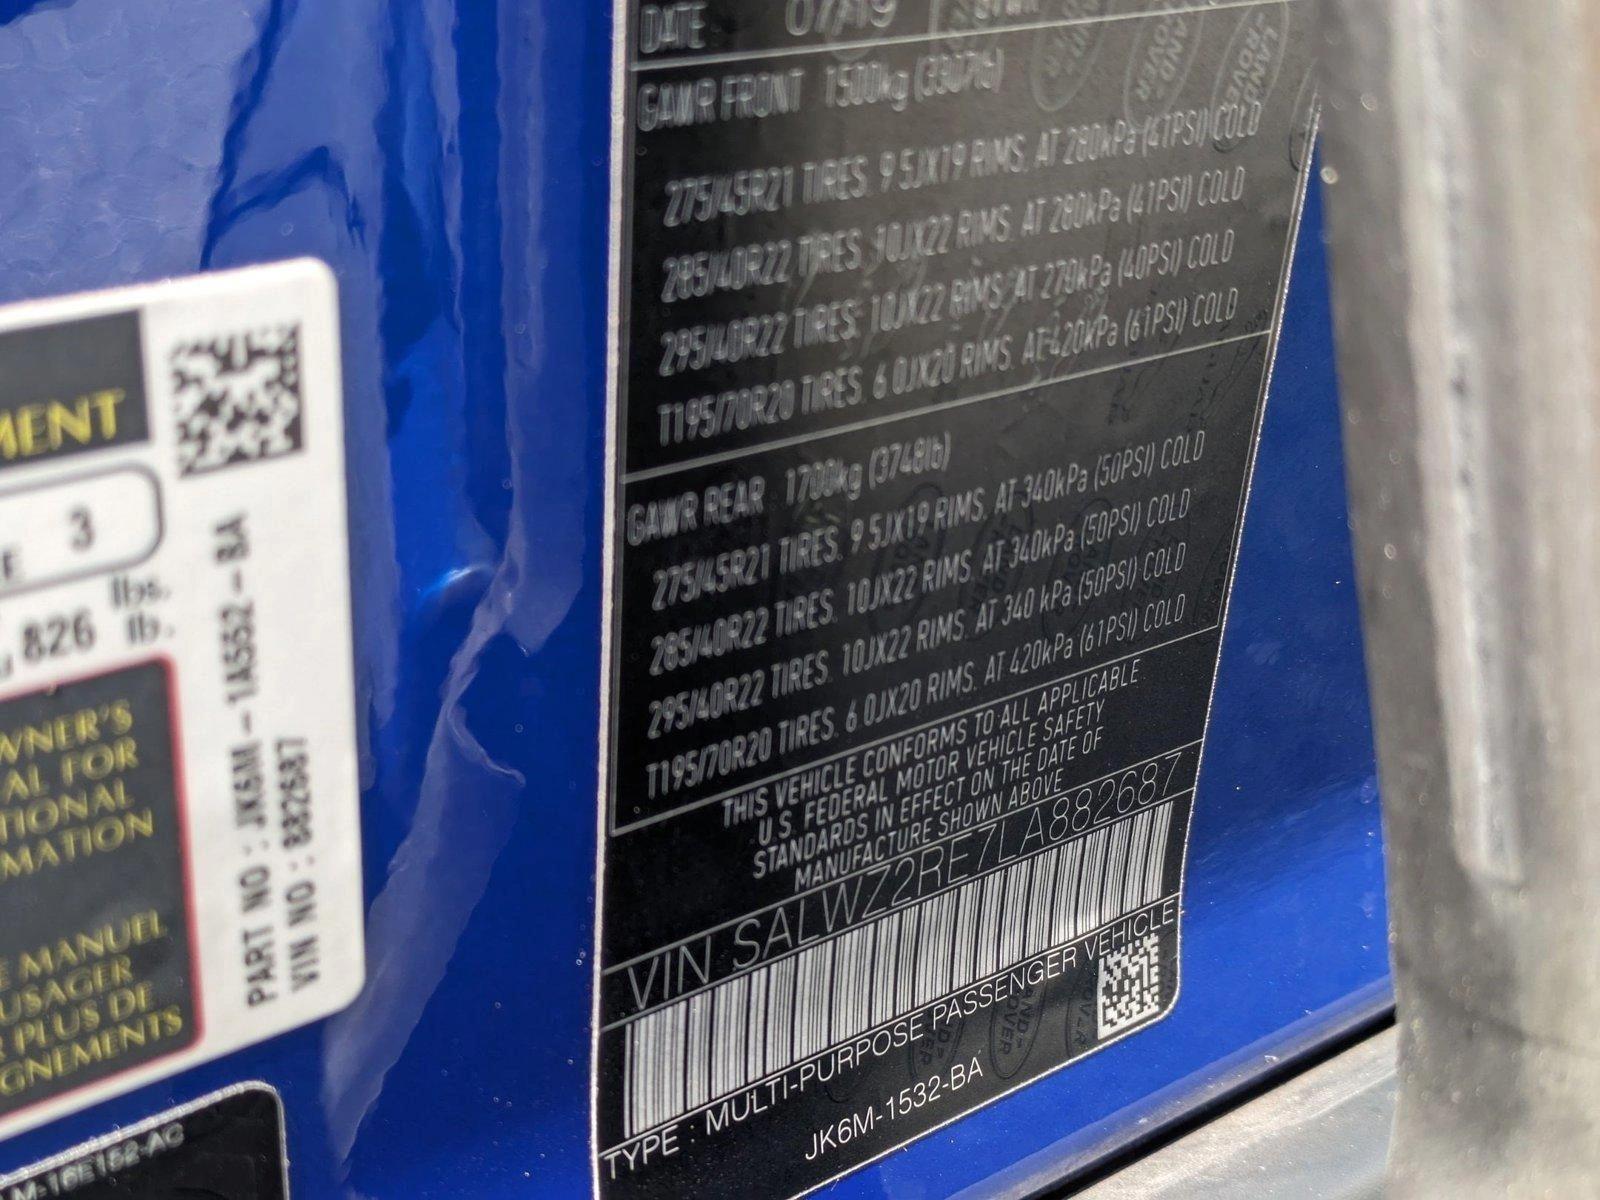 MENT
E 3
826 lbs.
lb.
WNER'S
AL FOR
TIONAL
RMATION
E MANUEL
USAGER
R PLUS DE
IGNEMENTS
PART NO : JK6M-1A552-BA
VIN NO : 882687
M-16E182-AC
DATE 07/19
GAWR FRONT 1500kg (3307lb)
275/45R21 TIRES. 9 5JX19 RIMS. AT 280kPa (41PSI) COLD
285/40R22 TIRES. 10JX22 RIMS. AT 280kPa (41PSI) COLD
295/40R22 TIRES. 10JX22 RIMS. AT 279kPa (40PSI) COLD
T195/70R20 TIRES. 6 0JX20 RIMS. AT 420kPa (61PSI) COLD
GAWR REAR 1700kg (3748lb)
275/45R21 TIRES. 9 5JX19 RIMS. AT 340kPa (50PSI) COLD
285/40R22 TIRES. 10JX22 RIMS. AT 340kPa (50PSI) COLD
295/40R22 TIRES. 10JX22 RIMS. AT 340 kPa (50PSI) COLD
T195/70R20 TIRES. 6 0JX20 RIMS. AT 420kPa (61PSI) COLD
THIS VEHICLE CONFORMS TO ALL APPLICABLE
U.S. FEDERAL MOTOR VEHICLE SAFETY
STANDARDS IN EFFECT ON THE DATE OF
MANUFACTURE SHOWN ABOVE
VIN SALWZ2RE7LA882687
TYPE : MULTI-PURPOSE PASSENGER VEHICLE
JK6M-1532-BA